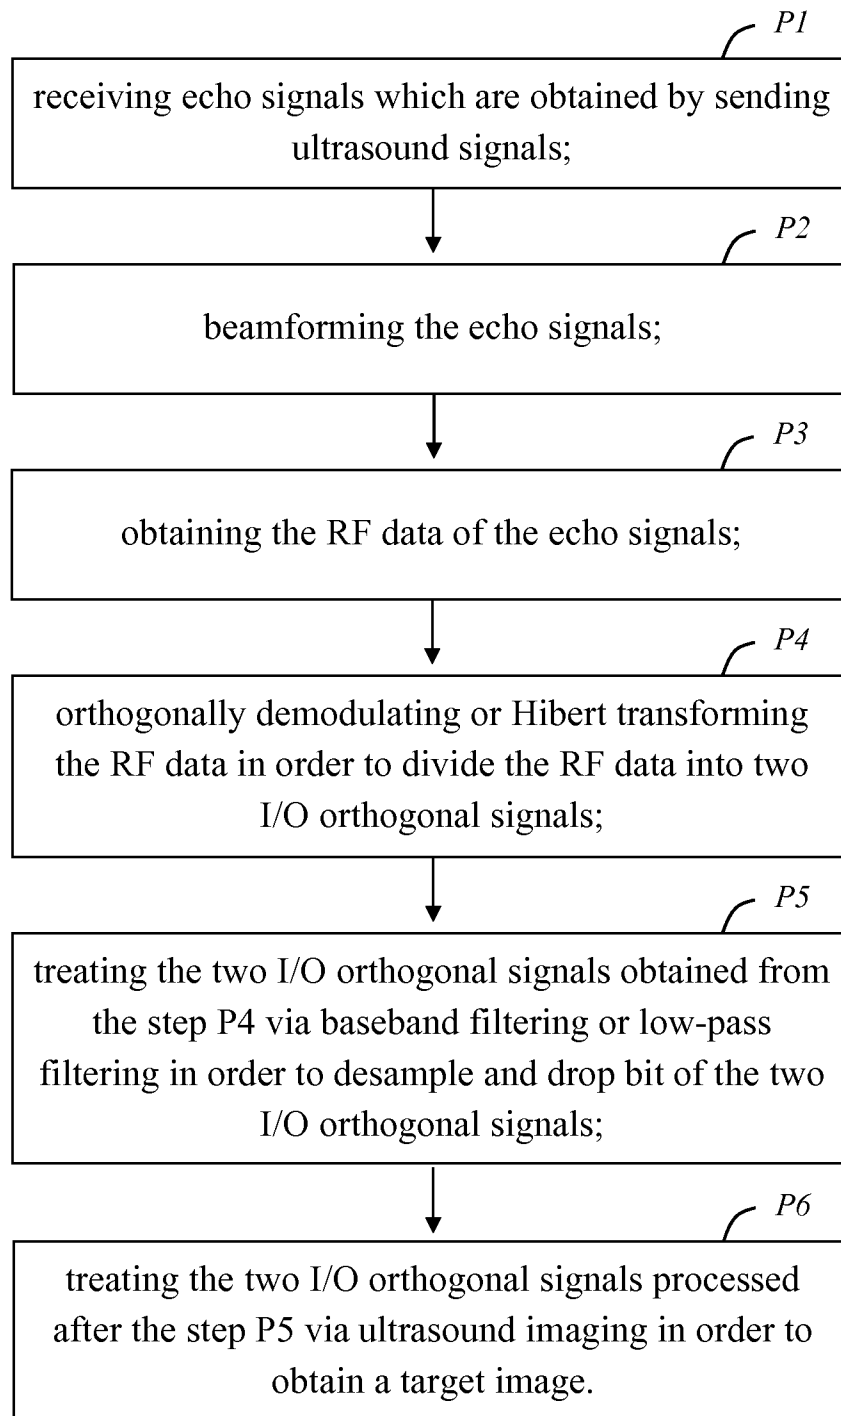 P1
receiving echo signals which are obtained by sending
ultrasound signals;
P2
beamforming the echo signals;
P3
obtaining the RF data of the echo signals;
P4
orthogonally demodulating or Hibert transforming
the RF data in order to divide the RF data into two
I/O orthogonal signals;
P5
treating the two I/O orthogonal signals obtained from
the step P4 via baseband filtering or low-pass
filtering in order to desample and drop bit of the two
I/O orthogonal signals;
P6
treating the two I/O orthogonal signals processed
after the step P5 via ultrasound imaging in order to
obtain a target image.